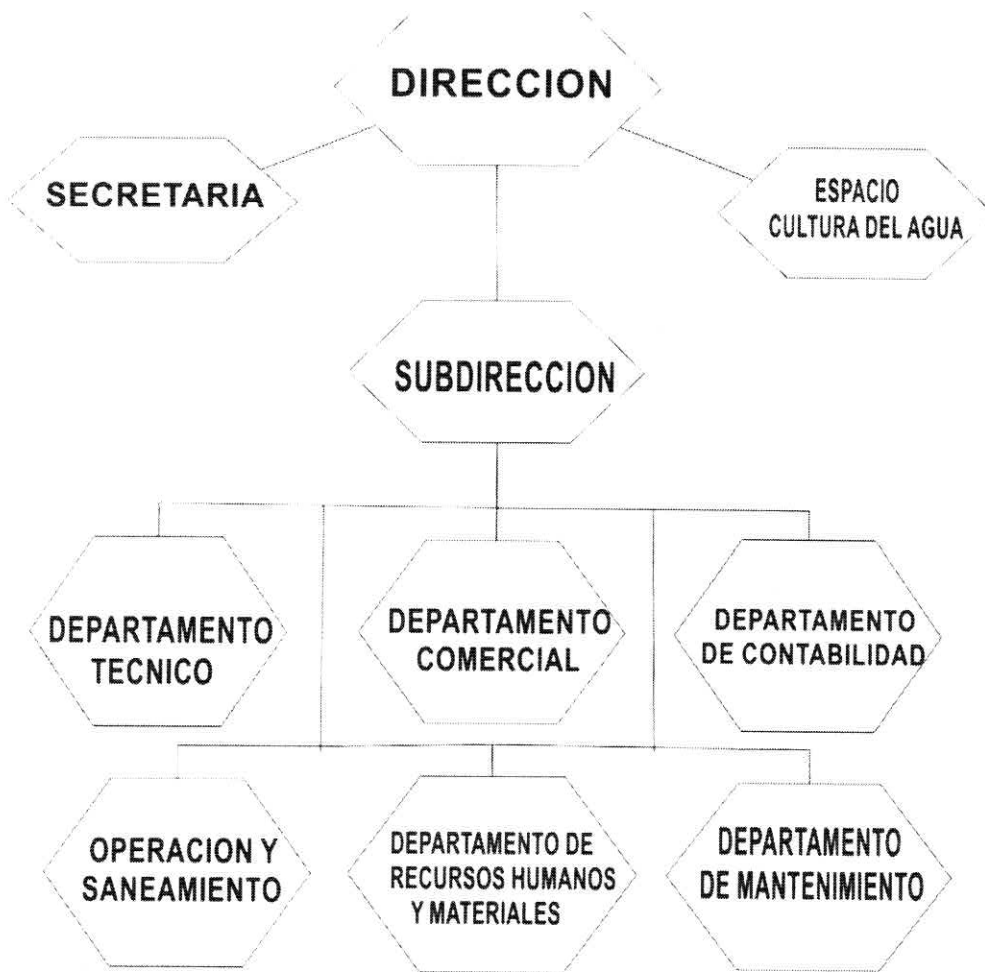 DIRECCION
SECRETARIA
ESPACIO
CULTURA DEL AGUA
SUBDIRECCION
DEPARTAMENTO
TECNICO
DEPARTAMENTO
COMERCIAL
DEPARTAMENTO
DE CONTABILIDAD
OPERACION Y
SANEAMIENTO
DEPARTAMENTO DE
RECURSOS HUMANOS
Y MATERIALES
DEPARTAMENTO
DE MANTENIMIENTO